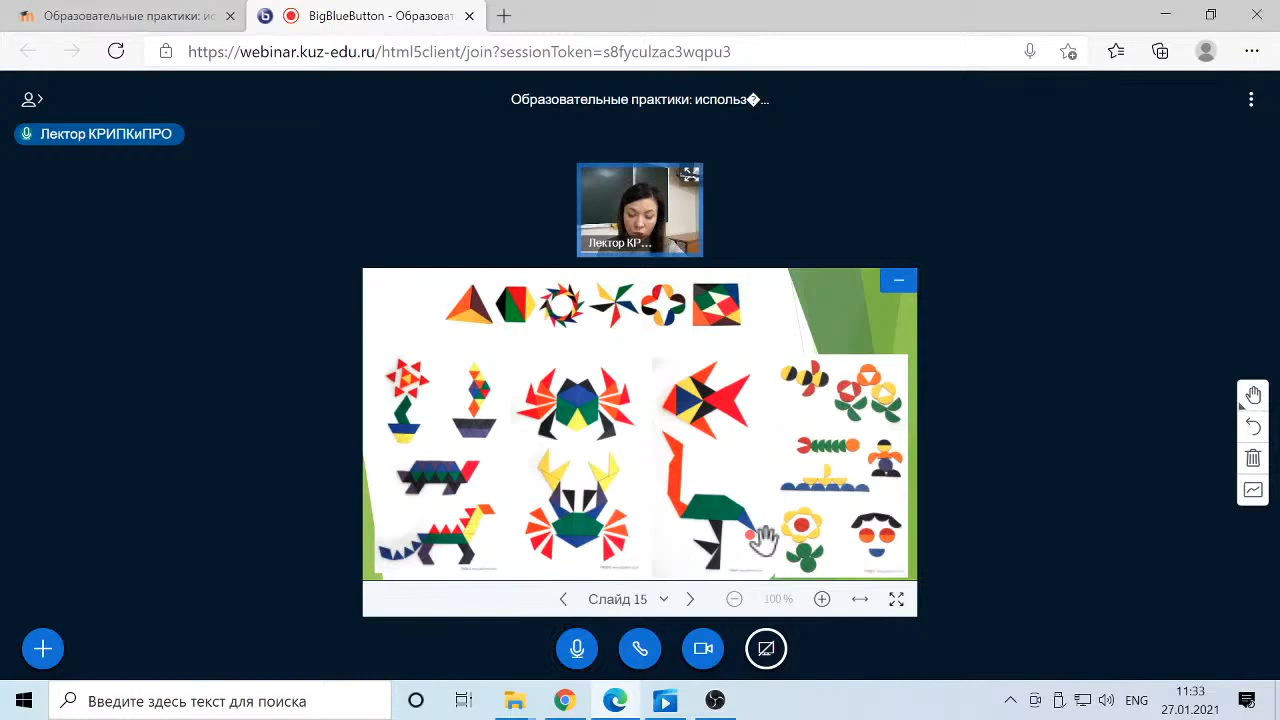 Образовательные практики: ис
BigBlueButton - Образоват
https://webinar.kuz-edu.ru/html5client/join?sessionToken=s8fyculzac3wqpu3
Образовательные практики: использ�...
Лектор КРИПКиПРО
Лектор КР...
Слайд 15
100 %
Введите здесь текст для поиска
ENG
11:33
27.01.2021